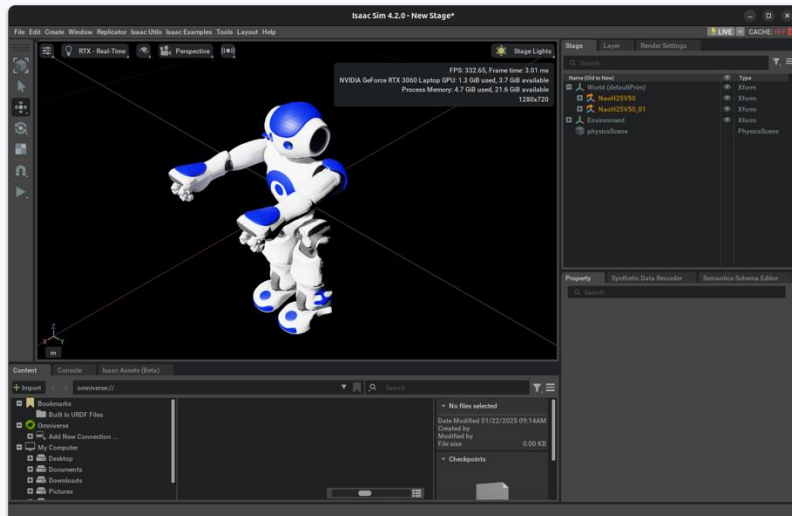 Isaac Sim 4.2.0 - New Stage*
File Edit Create Window Replicator Isaac Utils Isaac Examples Tools Layout Help
LIVE CACHE: OFF
RTX - Real-Time Perspective Stage Lights
FPS: 332.65, Frame time: 3.01 ms
NVIDIA GeForce RTX 3060 Laptop GPU: 1.3 GiB used, 3.7 GiB available
Process Memory: 4.7 GiB used, 21.6 GiB available
1280x720
Z
X Y
m
Stage Layer Render Settings
Search
Name (Old to New) Type
World (defaultPrim) Xform
NaoH25V50 Xform
NaoH25V50_01 Xform
Environment Xform
physicsScene PhysicsScene
Property Synthetic Data Recorder Semantics Schema Editor
Search
Content Console Isaac Assets (Beta)
Import omniverse:// Search
Bookmarks
Built In URDF Files
Omniverse
Add New Connection ...
My Computer
Desktop
Documents
Downloads
Pictures
No files selected
Date Modified 01/22/2025 09:14AM
Created by
Modified by
File size 0.00 KB
Checkpoints